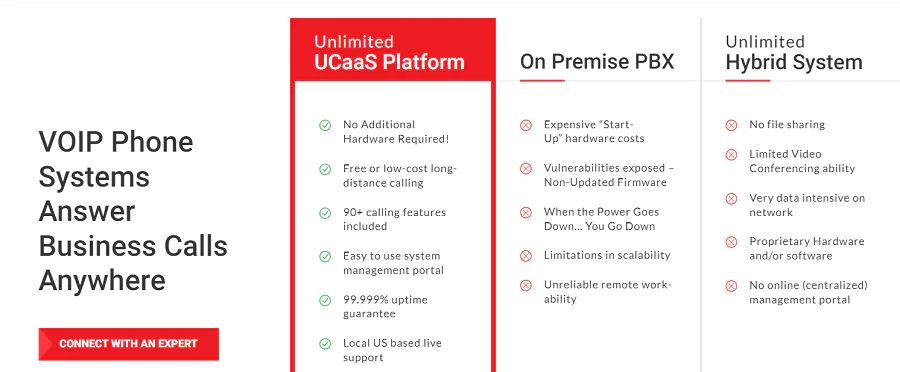 VOIP Phone
Systems
Answer
Business Calls
Anywhere
CONNECT WITH AN EXPERT
Unlimited
UCaaS Platform
No Additional
Hardware Required!
Free or low-cost long-
distance calling
90+ calling features
included
Easy to use system
management portal
99.999% uptime
guarantee
Local US based live
support
On Premise PBX
Expensive “Start-
Up” hardware costs
Vulnerabilities exposed –
Non-Updated Firmware
When the Power Goes
Down... You Go Down
Limitations in scalability
Unreliable remote work-
ability
Unlimited
Hybrid System
No file sharing
Limited Video
Conferencing ability
Very data intensive on
network
Proprietary Hardware
and/or software
No online (centralized)
management portal